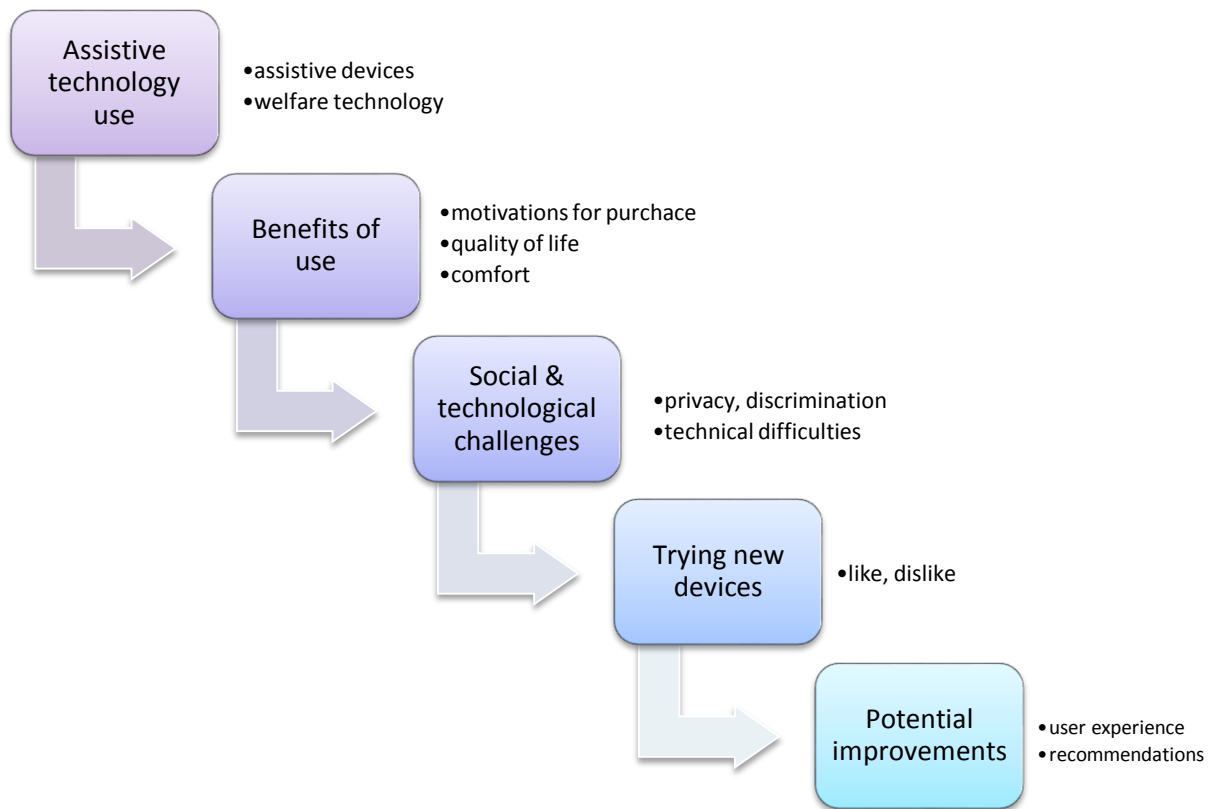 Assistive
technology
use
•assistive devices
•welfare technology
Benefits of
use
•motivations for purchace
•quality of life
•comfort
Social &
technological
challenges
•privacy, discrimination
•technical difficulties
Trying new
devices
•like, dislike
Potential
improvements
•user experience
•recommendations